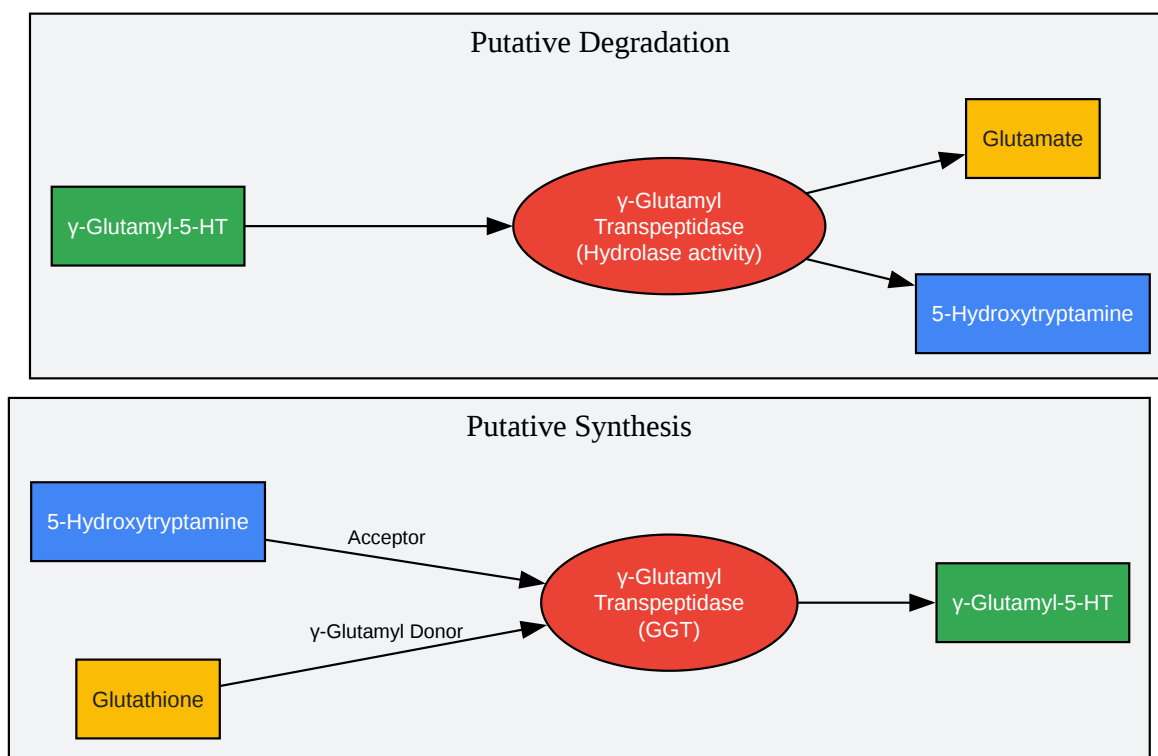 Putative Degradation
Glutamate
γ-Glutamyl-5-HT
γ-Glutamyl
Transpeptidase
(Hydrolase activity)
5-Hydroxytryptamine
Putative Synthesis
5-Hydroxytryptamine
Acceptor
γ-Glutamyl
Transpeptidase
(GGT)
γ-Glutamyl-5-HT
γ-Glutamyl Donor
Glutathione